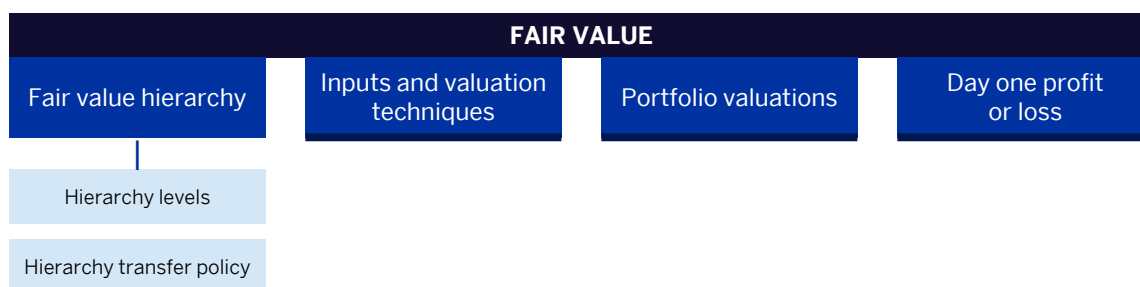 FAIR VALUE
Fair value hierarchy
Inputs and valuation
techniques
Portfolio valuations
Day one profit
or loss
Hierarchy levels
Hierarchy transfer policy